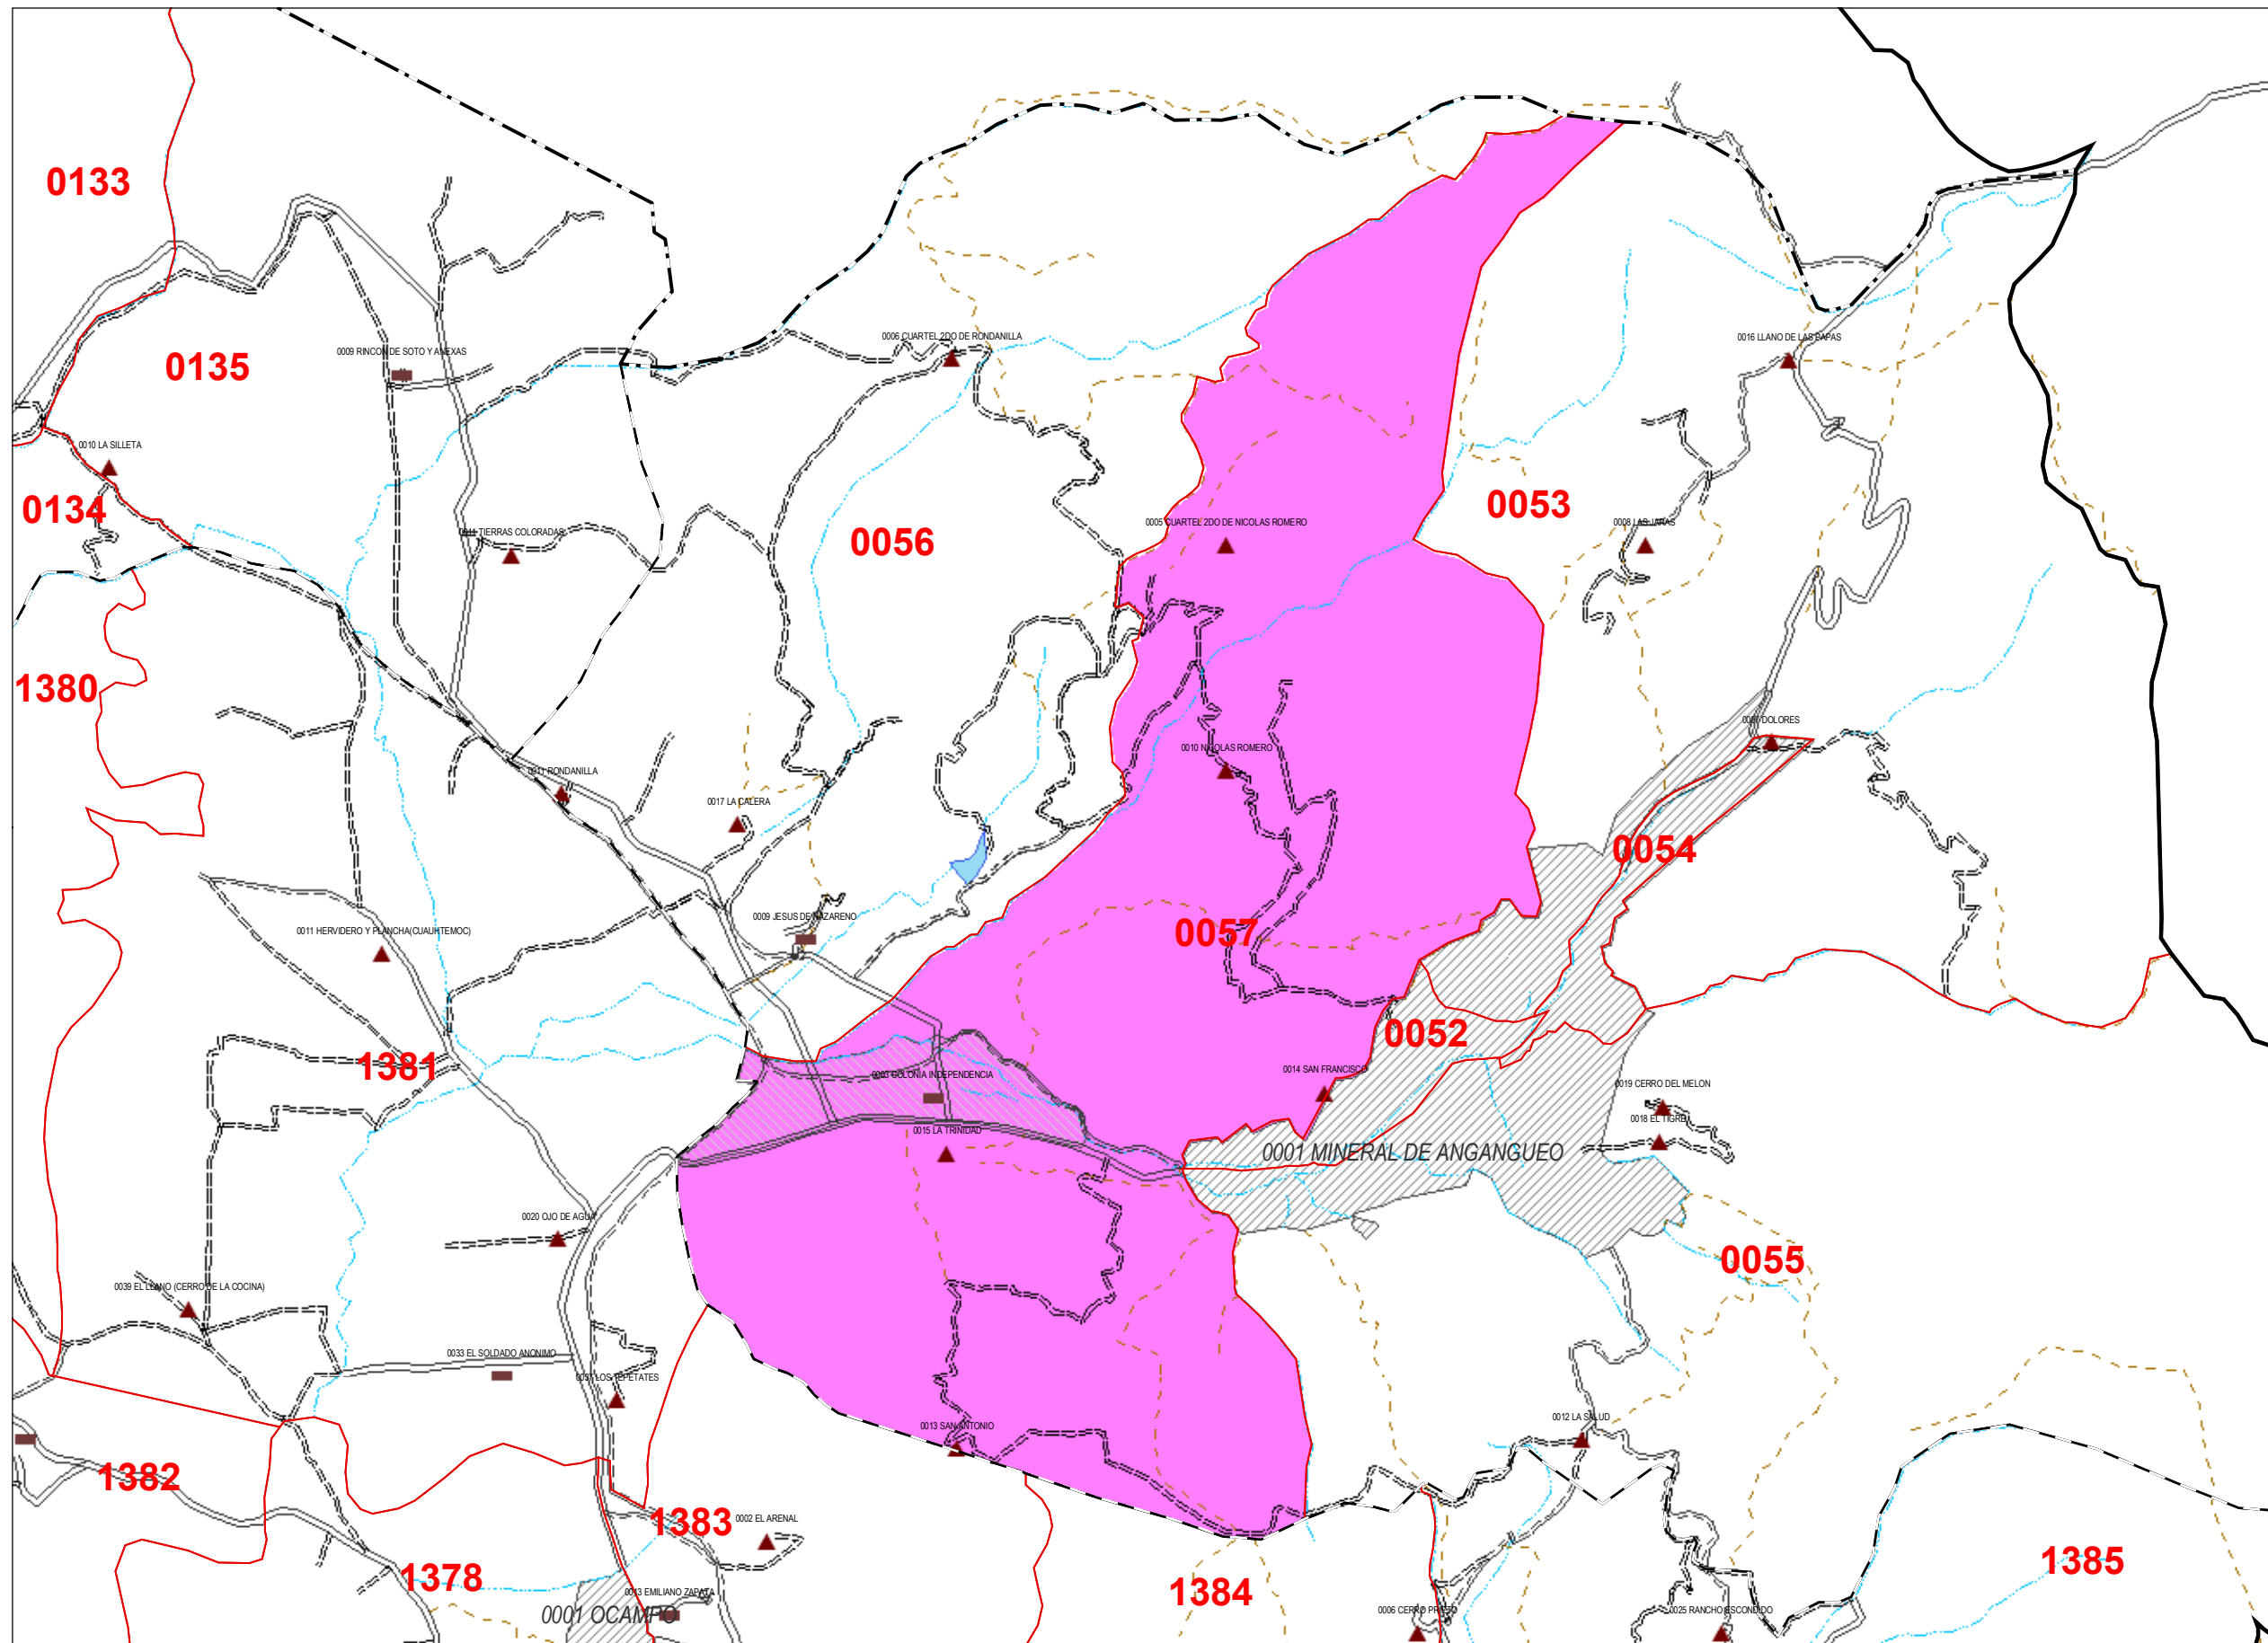 0133
0016 LLANO DE LAS PAPAS
0006 CUARTEL 2DO DE RONDANILLA
0009 RINCON DE SOTO Y ANEXAS
0135
0010 LA SILLETA
0053
0134
0005 CUARTEL 2DO DE NICOLAS ROMERO
0008 LAS JARAS
0011 TIERRAS COLORADAS
0056
1380
0007 DOLORES
0010 NICOLAS ROMERO
0011 RONDANILLA
0017 LA CALERA
0054
0009 JESUS DE NAZARENO
0011 HERVIDERO Y PLANCHA(CUAUHTEMOC)
0057
0052
1381
0014 SAN FRANCISCO
0003 COLONIA INDEPENDENCIA
0019 CERRO DEL MELON
0018 EL TIGRE
0015 LA TRINIDAD
0001 MINERAL DE ANGANGUEO
0020 OJO DE AGUA
0055
0039 EL LLANO (CERRO DE LA COCINA)
0033 EL SOLDADO ANONIMO
0037 LOS TEPETATES
0012 LA SALUD
0013 SAN ANTONIO
1382
1383
0002 EL ARENAL
1385
1378
1384
0013 EMILIANO ZAPATA
0001 OCAMPO
0006 CERRO PRIETO
0025 RANCHO ESCONDIDO